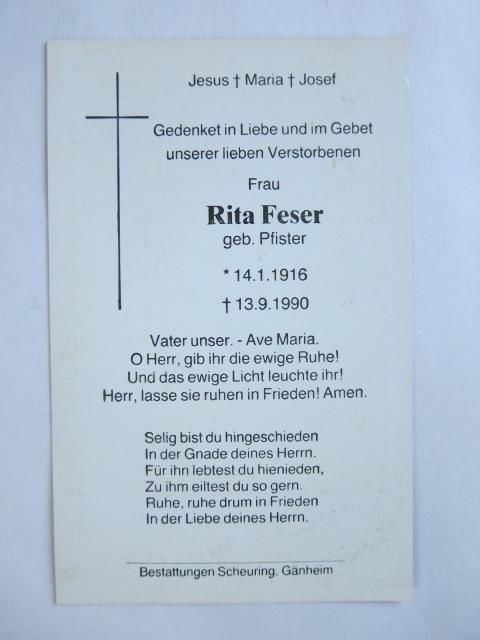 Jesus † Maria † Josef
Gedenket in Liebe und im Gebet
unserer lieben Verstorbenen
Frau
Rita Feser
geb. Pfister
* 14.1.1916
† 13.9.1990
Vater unser. - Ave Maria.
O Herr, gib ihr die ewige Ruhe!
Und das ewige Licht leuchte ihr!
Herr, lasse sie ruhen in Frieden! Amen.
Selig bist du hingeschieden
In der Gnade deines Herrn.
Für ihn lebtest du hienieden,
Zu ihm eiltest du so gern.
Ruhe, ruhe drum in Frieden
In der Liebe deines Herrn.
Bestattungen Scheuring, Gänheim